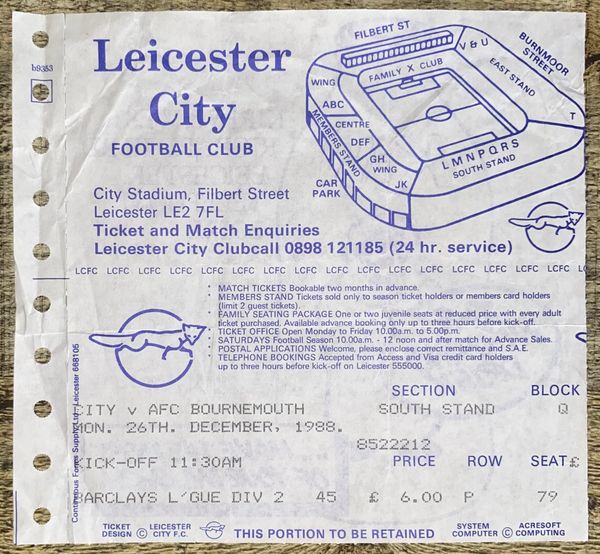 b9353
Leicester
City
FOOTBALL CLUB
FILBERT ST
BURNMOOR
STREET
V & U
EAST STAND
FAMILY X CLUB
WING
ABC
CENTRE
DEF
GH
WING
JK
MEMBERS STAND
CAR
PARK
L M N P Q R S
SOUTH STAND
T
City Stadium, Filbert Street
Leicester LE2 7FL
Ticket and Match Enquiries
Leicester City Clubcall 0898 121185 (24 hr. service)
LCFC LCFC LCFC LCFC LCFC LCFC LCFC LCFC LCFC LCFC LCFC LCFC LCFC LCFC LCFC
* MATCH TICKETS Bookable two months in advance.
* MEMBERS STAND Tickets sold only to season ticket holders or members card holders
(limit 2 guest tickets).
* FAMILY SEATING PACKAGE One or two juvenile seats at reduced price with every adult
ticket purchased. Available advance booking only up to three hours before kick-off.
* TICKET OFFICE Open Monday to Friday 10.00a.m. to 5.00p.m.
* SATURDAYS Football Season 10.00a.m. - 12 noon and after match for Advance Sales.
* POSTAL APPLICATIONS Welcome, please enclose correct remittance and S.A.E.
* TELEPHONE BOOKINGS Accepted from Access and Visa credit card holders
up to three hours before kick-off on Leicester 555000.
Continuous Forms Supply Ltd. Leicester 668105
SECTION BLOCK
CITY v AFC BOURNEMOUTH SOUTH STAND Q
MON. 26TH. DECEMBER, 1988.
8522212
KICK-OFF 11:30AM PRICE ROW SEAT £
BARCLAYS L'GUE DIV 2 45 £ 6.00 P 79
TICKET
DESIGN © LEICESTER
CITY F.C.
THIS PORTION TO BE RETAINED
SYSTEM
COMPUTER © ACRESOFT
COMPUTING